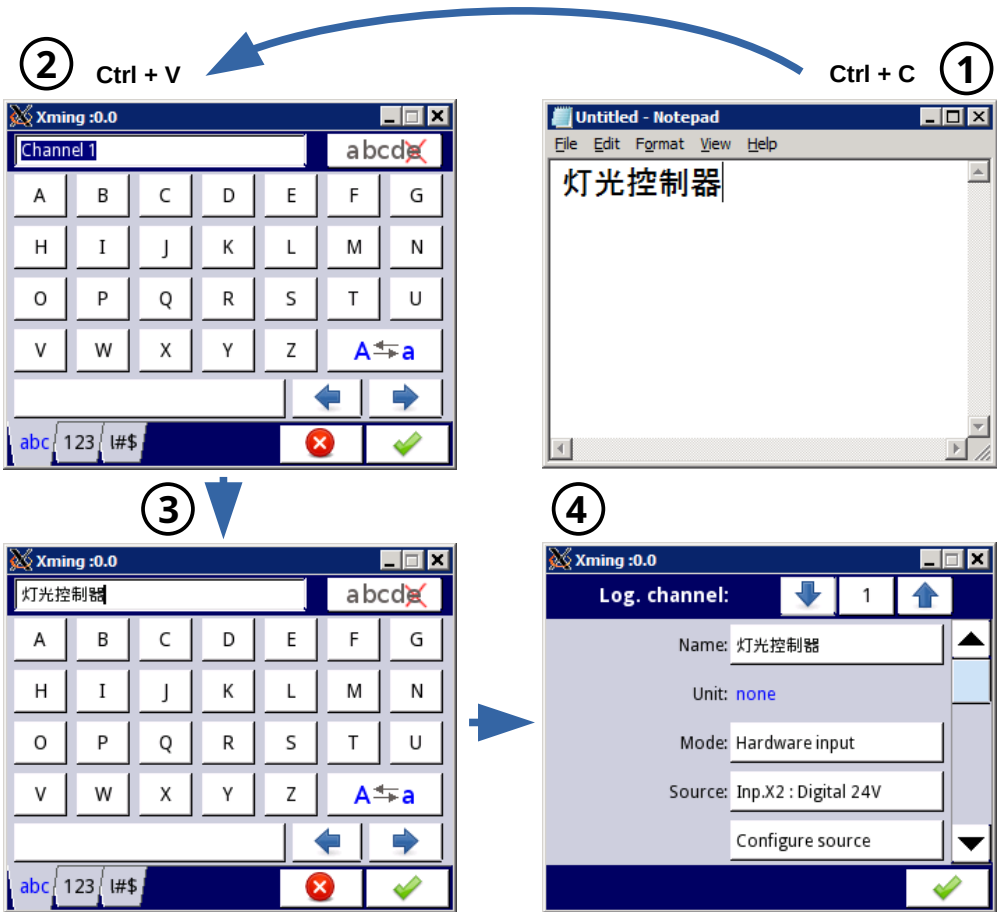 2
Ctrl + V
Ctrl + C
1
Xming :0.0
Channel 1
abcde
A B C D E F G
H I J K L M N
O P Q R S T U
V W X Y Z A a
abc 123 !#$
Untitled - Notepad
File Edit Format View Help
灯光控制器
3
Xming :0.0
灯光控制器
abcde
A B C D E F G
H I J K L M N
O P Q R S T U
V W X Y Z A a
abc 123 !#$
4
Xming :0.0
Log. channel: 1
Name: 灯光控制器
Unit: none
Mode: Hardware input
Source: Inp.X2 : Digital 24V
Configure source